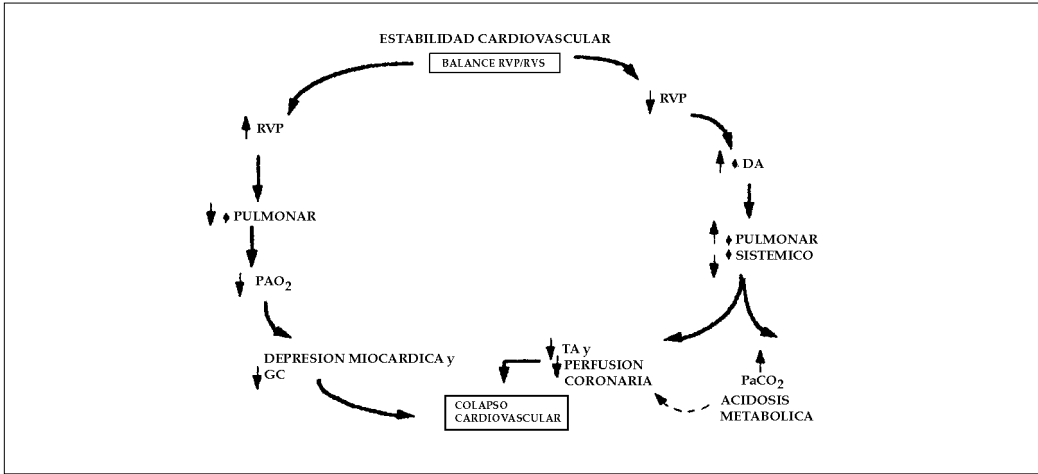 ESTABILIDAD CARDIOVASCULAR
BALANCE RVP/RVS
↑ RVP
↓ ♦ PULMONAR
↓ PAO2
DEPRESION MIOCARDICA y
↓ GC
↓ RVP
↑ ♦ DA
↑ ♦ PULMONAR
↓ ♦ SISTEMICO
↓ TA y
↓ PERFUSION
CORONARIA
↑
PaCO2
ACIDOSIS
METABOLICA
COLAPSO
CARDIOVASCULAR